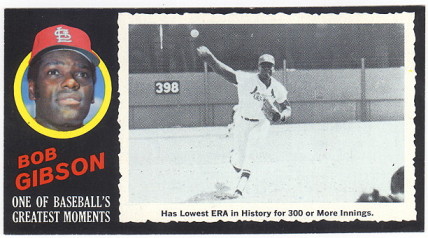 BOB
GIBSON
ONE OF BASEBALL'S
GREATEST MOMENTS
398
Has Lowest ERA in History for 300 or More Innings.